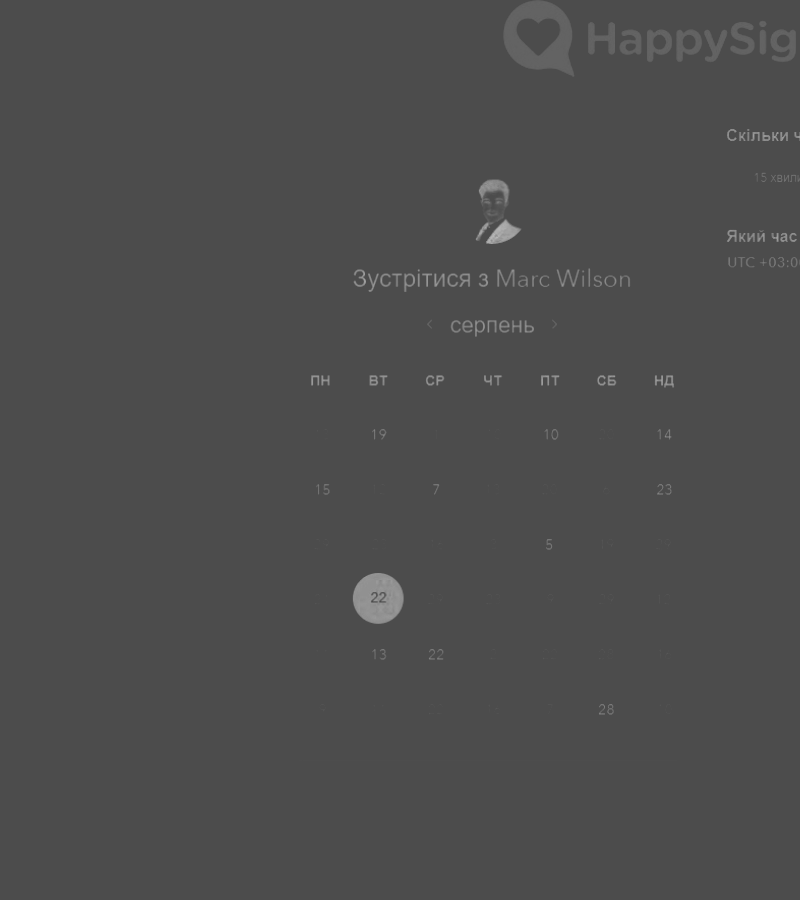 HappySig
Скільки ч
15 хвили
Який час
UTC +03:0
Зустрітися з Marc Wilson
серпень
ПН ВТ СР ЧТ ПТ СБ НД
19 10 14
15 7 23
5
22
13 22
28